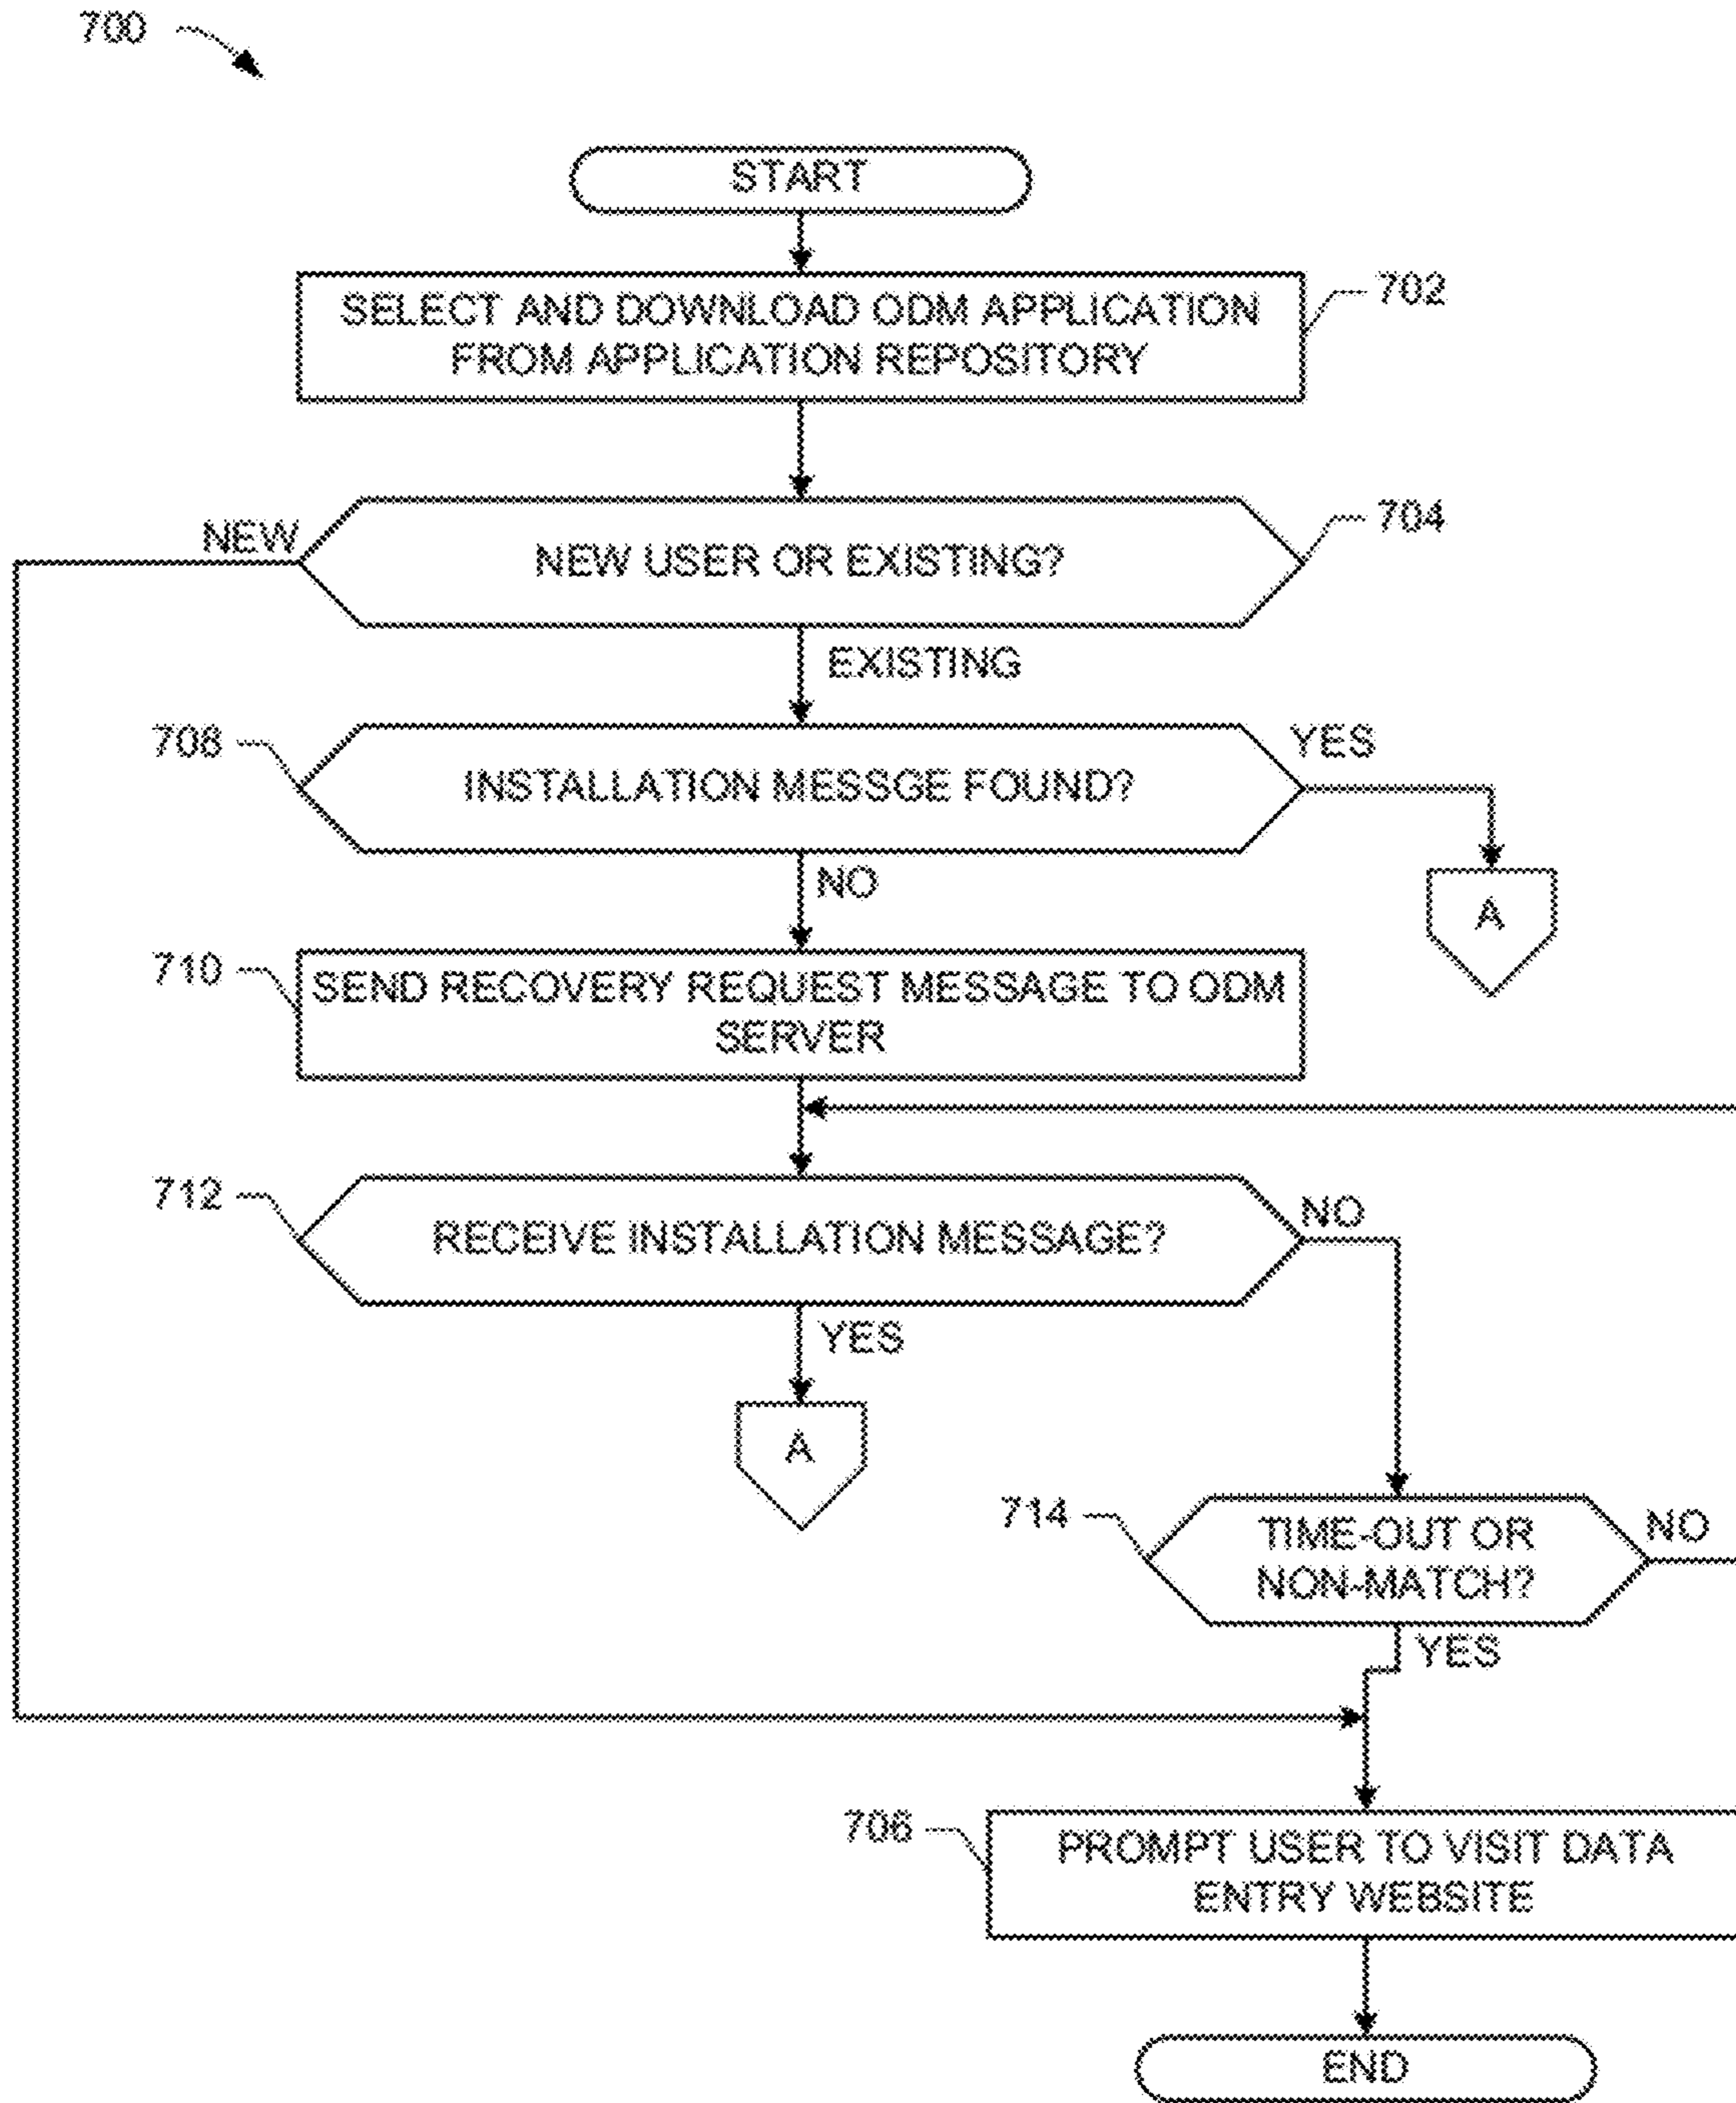 700
START
SELECT AND DOWNLOAD ODM APPLICATION
FROM APPLICATION REPOSITORY
702
NEW
NEW USER OR EXISTING?
704
EXISTING
708
INSTALLATION MESSGE FOUND?
YES
A
NO
710
SEND RECOVERY REQUEST MESSAGE TO ODM
SERVER
712
RECEIVE INSTALLATION MESSAGE?
NO
YES
A
714
TIME-OUT OR
NON-MATCH?
NO
YES
706
PROMPT USER TO VISIT DATA
ENTRY WEBSITE
END